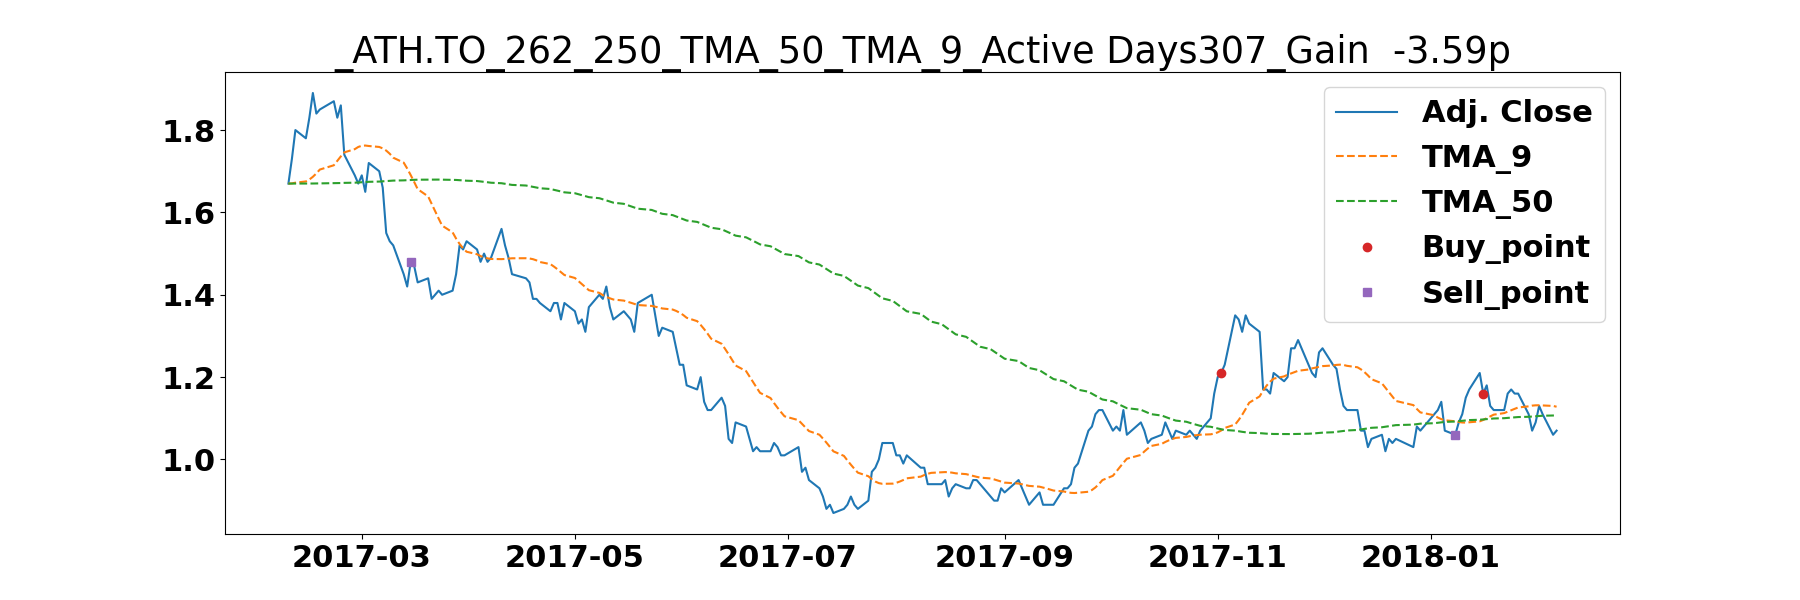 _ATH.TO_262_250_TMA_50_TMA_9_Active Days307_Gain  -3.59p
Adj. Close
TMA_9
TMA_50
Buy_point
Sell_point
1.8
1.6
1.4
1.2
1.0
2017-03 2017-05 2017-07 2017-09 2017-11 2018-01